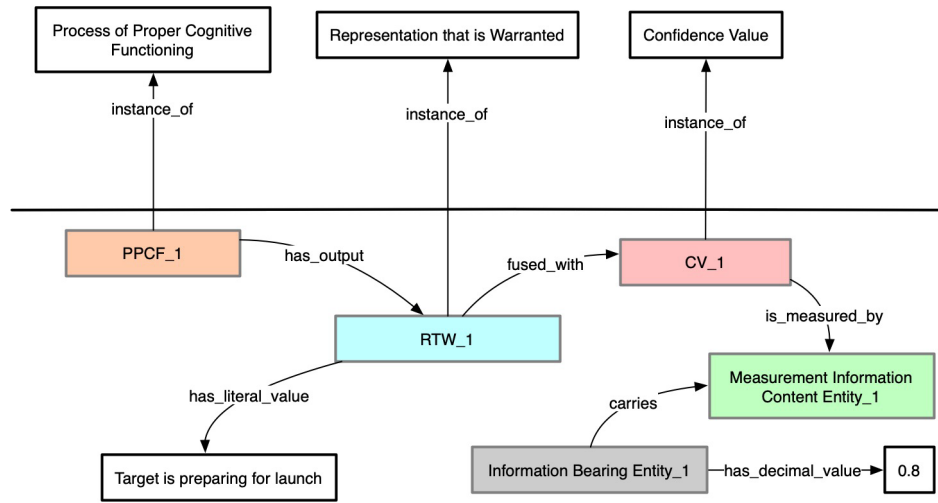 Process of Proper Cognitive
Functioning
Representation that is Warranted
Confidence Value
instance_of
instance_of
instance_of
PPCF_1
has_output
fused_with
CV_1
is_measured_by
RTW_1
has_literal_value
Measurement Information
Content Entity_1
carries
Target is preparing for launch
Information Bearing Entity_1
has_decimal_value
0.8